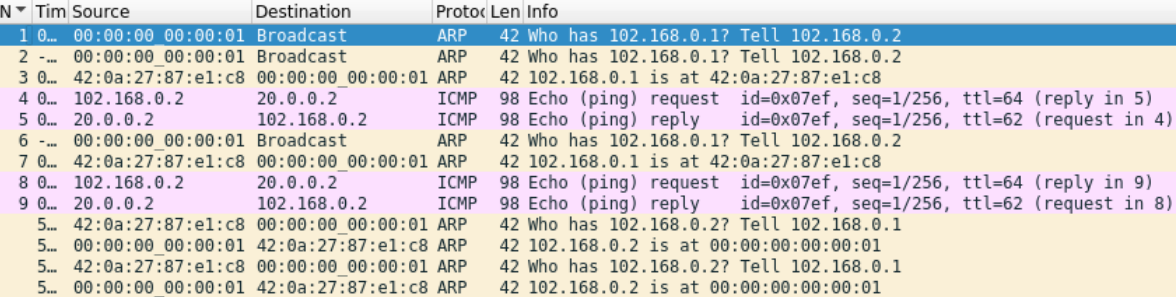 N Tim Source Destination Protoc Len Info
1 0… 00:00:00_00:00:01 Broadcast ARP 42 Who has 102.168.0.1? Tell 102.168.0.2
2 -… 00:00:00_00:00:01 Broadcast ARP 42 Who has 102.168.0.1? Tell 102.168.0.2
3 0… 42:0a:27:87:e1:c8 00:00:00_00:00:01 ARP 42 102.168.0.1 is at 42:0a:27:87:e1:c8
4 0… 102.168.0.2 20.0.0.2 ICMP 98 Echo (ping) request id=0x07ef, seq=1/256, ttl=64 (reply in 5)
5 0… 20.0.0.2 102.168.0.2 ICMP 98 Echo (ping) reply id=0x07ef, seq=1/256, ttl=62 (request in 4)
6 -… 00:00:00_00:00:01 Broadcast ARP 42 Who has 102.168.0.1? Tell 102.168.0.2
7 0… 42:0a:27:87:e1:c8 00:00:00_00:00:01 ARP 42 102.168.0.1 is at 42:0a:27:87:e1:c8
8 0… 102.168.0.2 20.0.0.2 ICMP 98 Echo (ping) request id=0x07ef, seq=1/256, ttl=64 (reply in 9)
9 0… 20.0.0.2 102.168.0.2 ICMP 98 Echo (ping) reply id=0x07ef, seq=1/256, ttl=62 (request in 8)
5… 42:0a:27:87:e1:c8 00:00:00_00:00:01 ARP 42 Who has 102.168.0.2? Tell 102.168.0.1
5… 00:00:00_00:00:01 42:0a:27:87:e1:c8 ARP 42 102.168.0.2 is at 00:00:00:00:00:01
5… 42:0a:27:87:e1:c8 00:00:00_00:00:01 ARP 42 Who has 102.168.0.2? Tell 102.168.0.1
5… 00:00:00_00:00:01 42:0a:27:87:e1:c8 ARP 42 102.168.0.2 is at 00:00:00:00:00:01